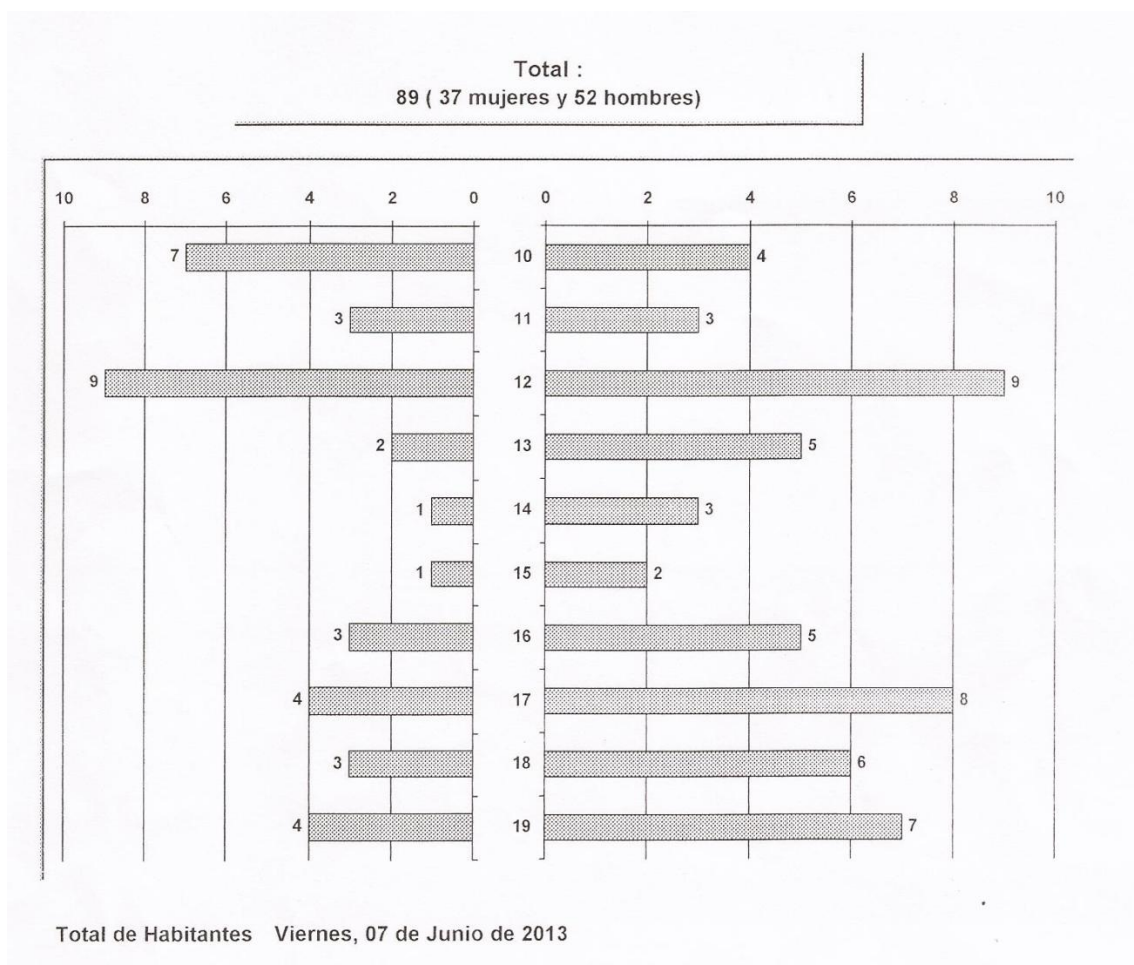 Total :
89 ( 37 mujeres y 52 hombres)
10 8 6 4 2 0 0 2 4 6 8 10
7 10 4
3 11 3
9 12 9
2 13 5
1 14 3
1 15 2
3 16 5
4 17 8
3 18 6
4 19 7
Total de Habitantes Viernes, 07 de Junio de 2013